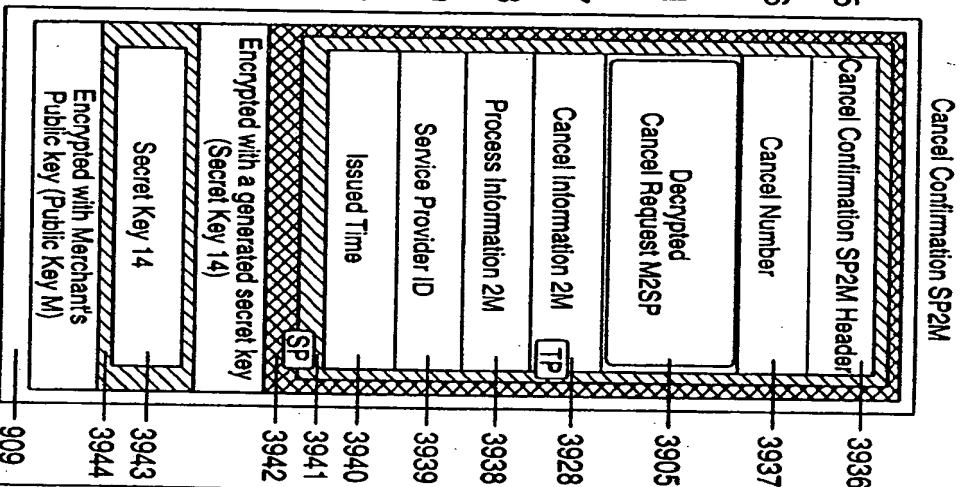 Cancel Confirmation SP2M
Cancel Confirmation SP2M Header
3936
Cancel Number
3937
Decrypted
Cancel Request M2SP
3905
Cancel Information 2M
TP
3928
Process Information 2M
3938
Service Provider ID
3939
Issued Time
3940
SP
3941
3942
Encrypted with a generated secret key
(Secret Key 14)
Secret Key 14
3943
3944
Encrypted with Merchant's
Public key (Public Key M)
909